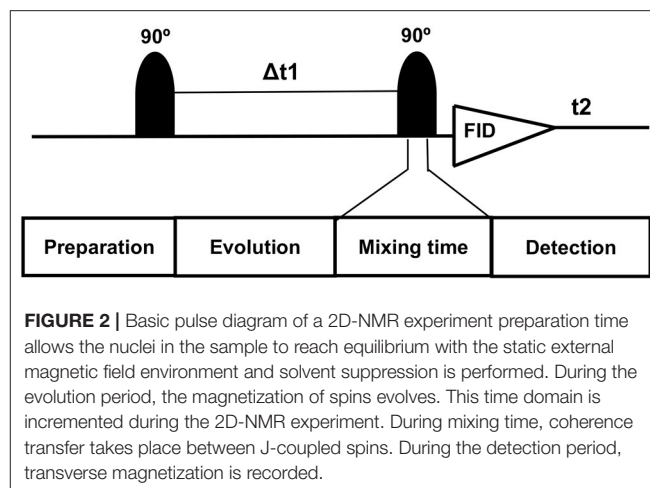 90º
90º
Δt1
t2
FID
Preparation
Evolution
Mixing time
Detection
FIGURE 2 | Basic pulse diagram of a 2D-NMR experiment preparation time
allows the nuclei in the sample to reach equilibrium with the static external
magnetic field environment and solvent suppression is performed. During the
evolution period, the magnetization of spins evolves. This time domain is
incremented during the 2D-NMR experiment. During mixing time, coherence
transfer takes place between J-coupled spins. During the detection period,
transverse magnetization is recorded.